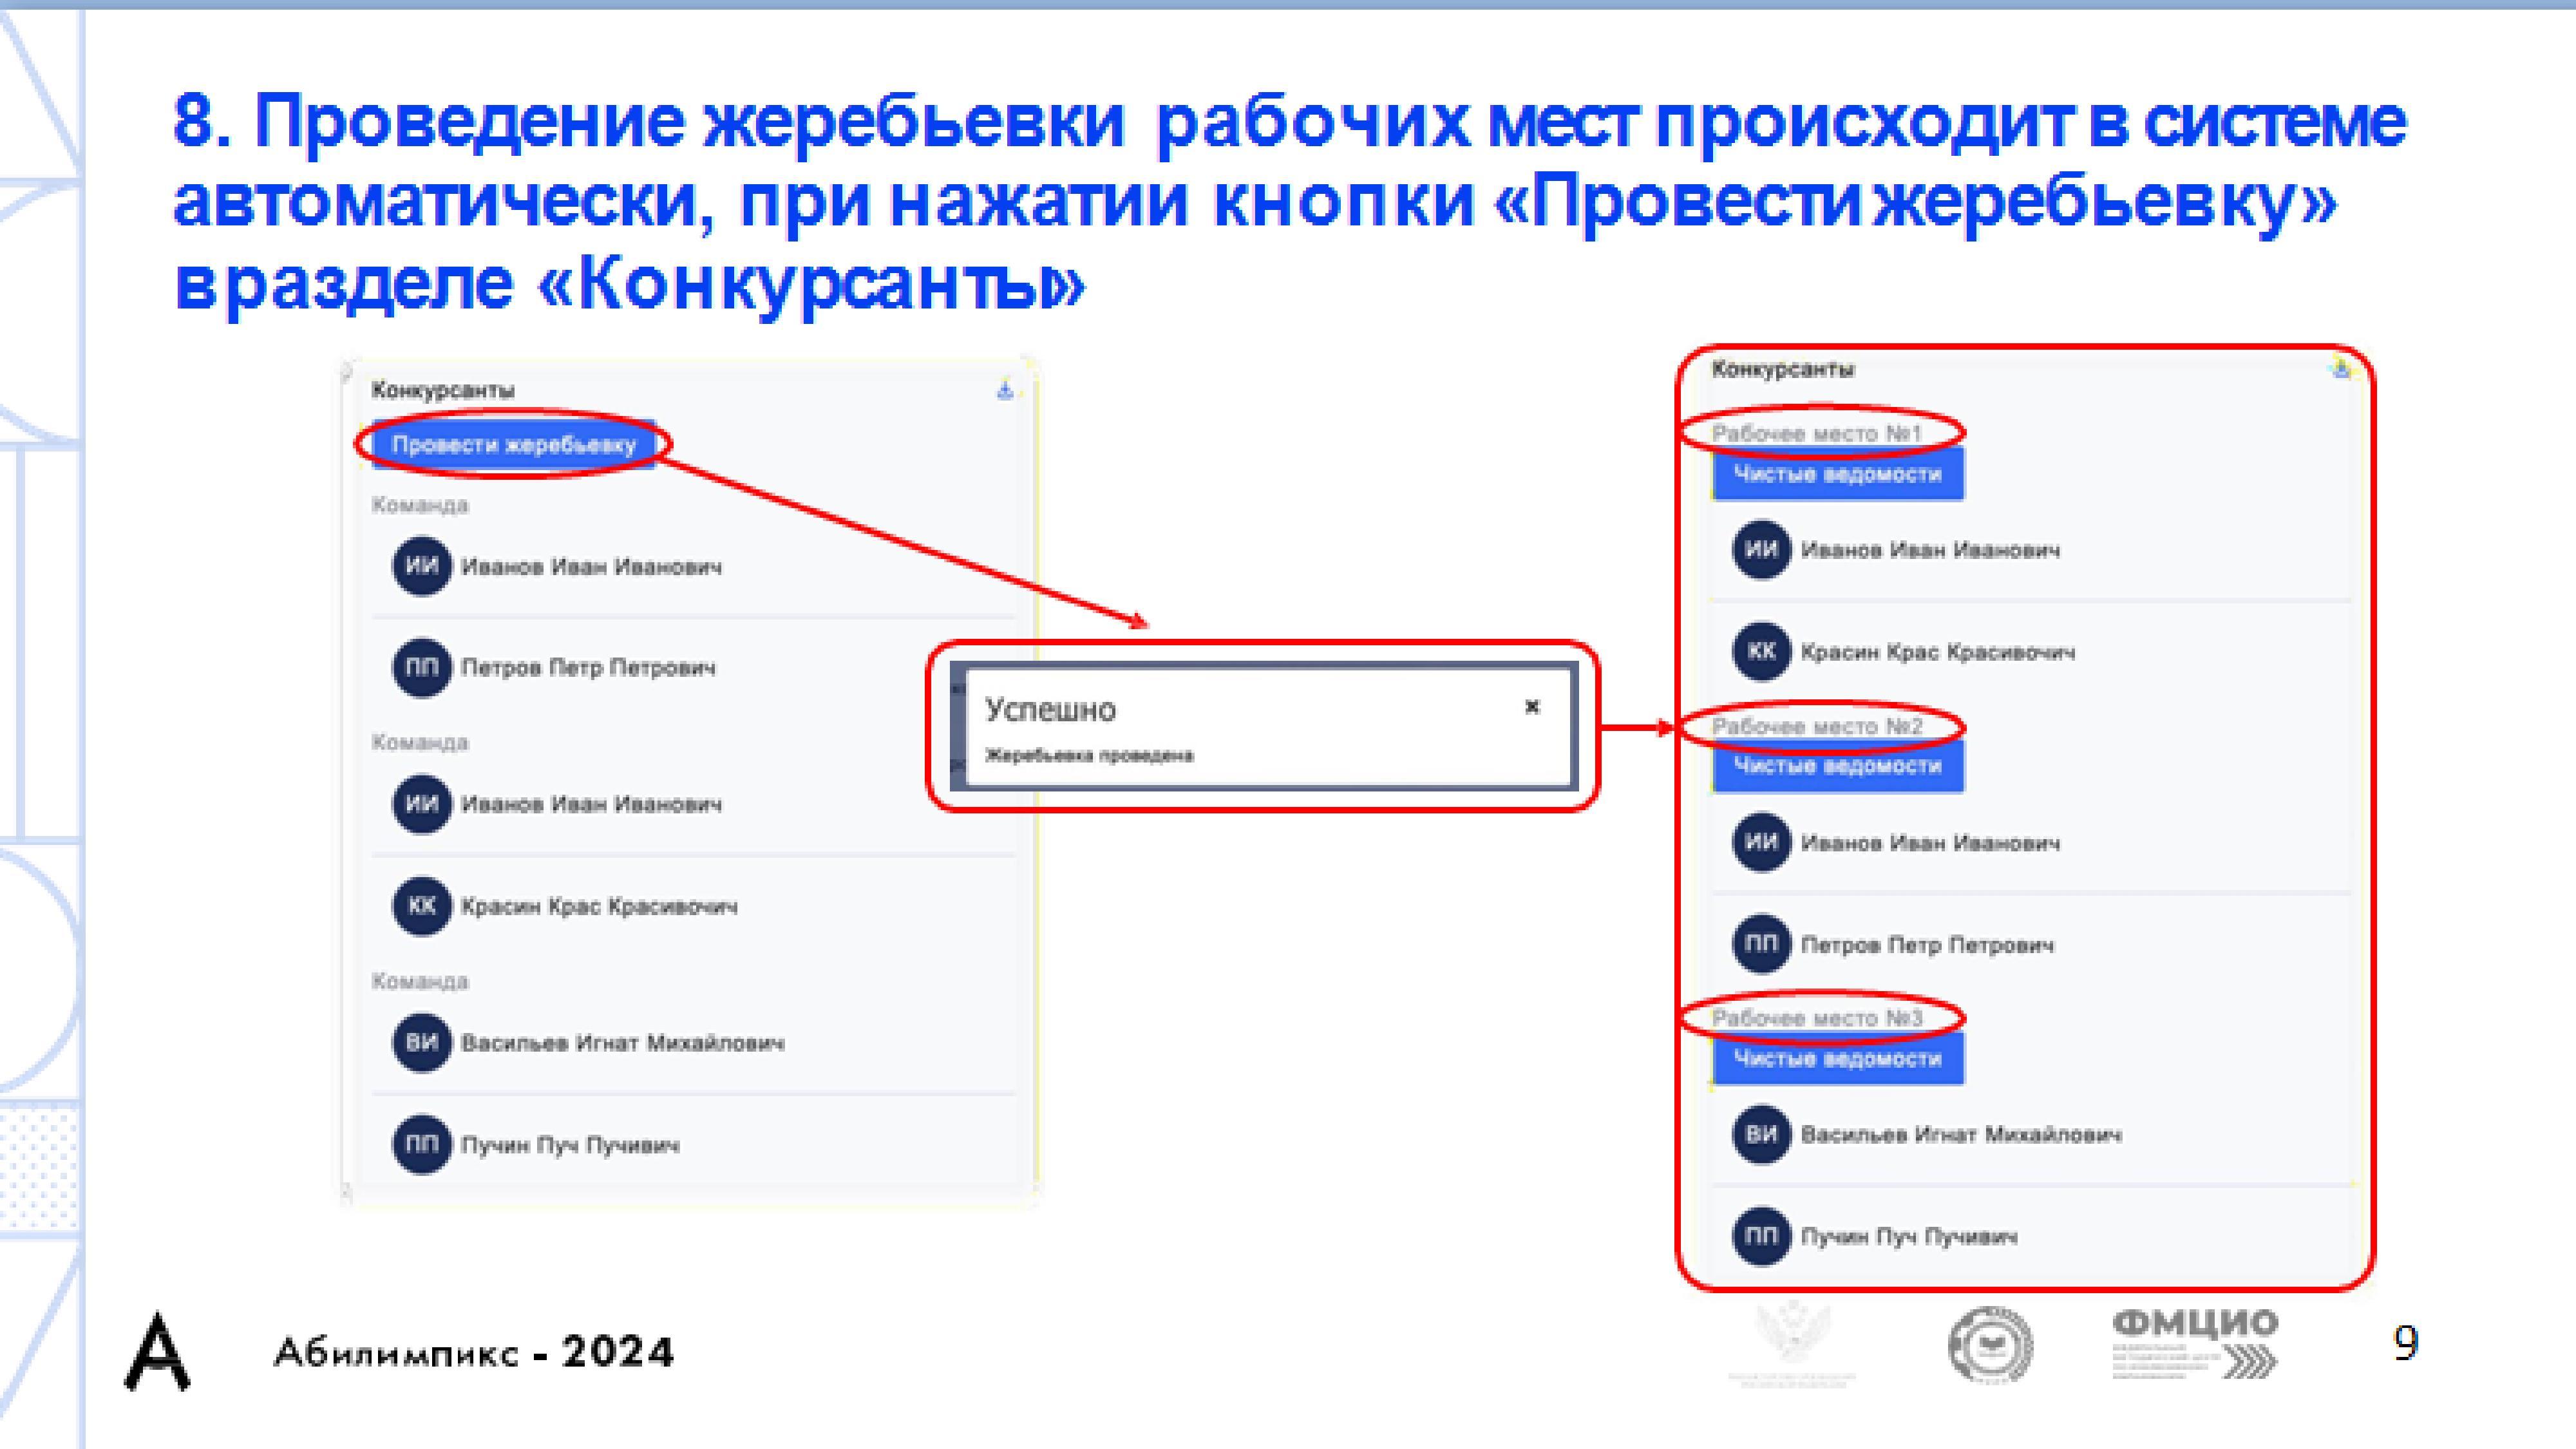 8. Проведение жеребьевки рабочих мест происходит в системе
автоматически, при нажатии кнопки «Провести жеребьевку»
в разделе «Конкурсанты»
Конкурсанты
Провести жеребьевку
Команда
ИИ Иванов Иван Иванович
ПП Петров Петр Петрович
Команда
ИИ Иванов Иван Иванович
КК Красин Крас Красивочич
Команда
ВИ Васильев Игнат Михайлович
ПП Пучин Пуч Пучивич
Успешно ×
Жеребьевка проведена
Конкурсанты
Рабочее место №1
Чистые ведомости
ИИ Иванов Иван Иванович
КК Красин Крас Красивочич
Рабочее место №2
Чистые ведомости
ИИ Иванов Иван Иванович
ПП Петров Петр Петрович
Рабочее место №3
Чистые ведомости
ВИ Васильев Игнат Михайлович
ПП Пучин Пуч Пучивич
А Абилимпикс - 2024
ФМЦИО
9